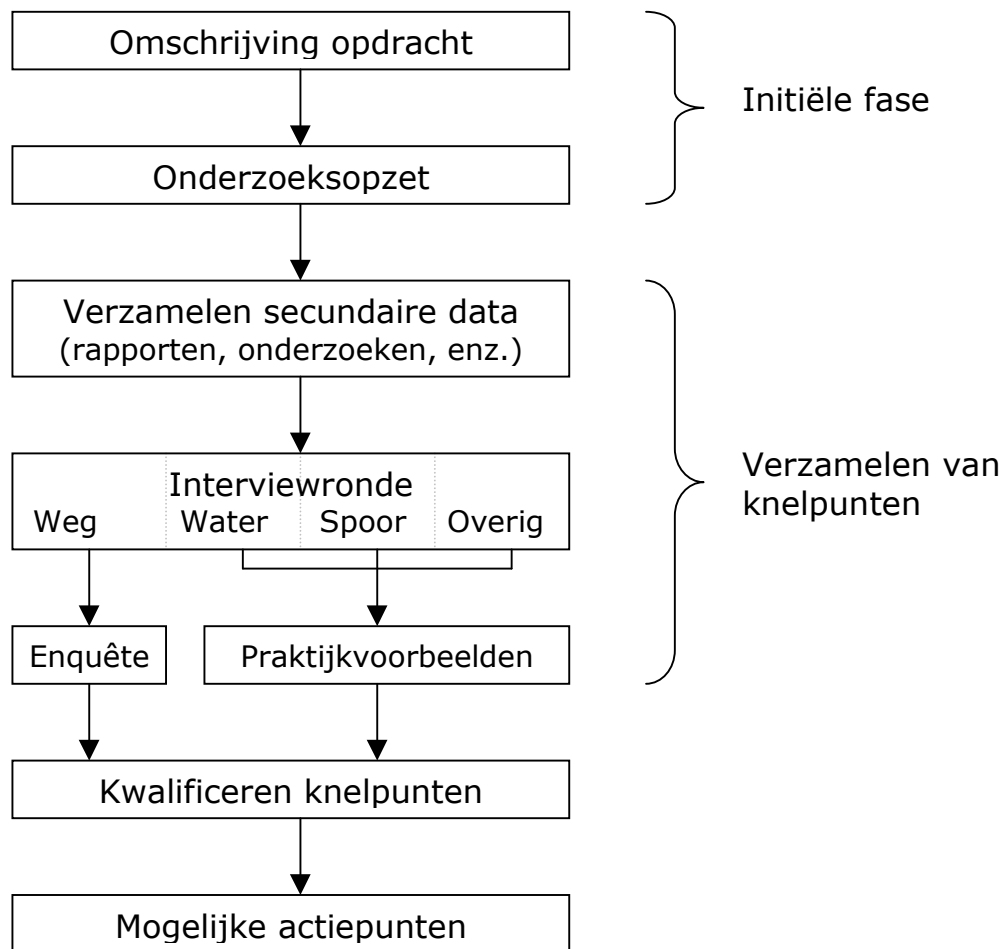 Omschrijving opdracht
Initiële fase
Onderzoeksopzet
Verzamelen secundaire data
(rapporten, onderzoeken, enz.)
Interviewronde
Weg Water Spoor Overig
Verzamelen van
knelpunten
Enquête Praktijkvoorbeelden
Kwalificeren knelpunten
Mogelijke actiepunten